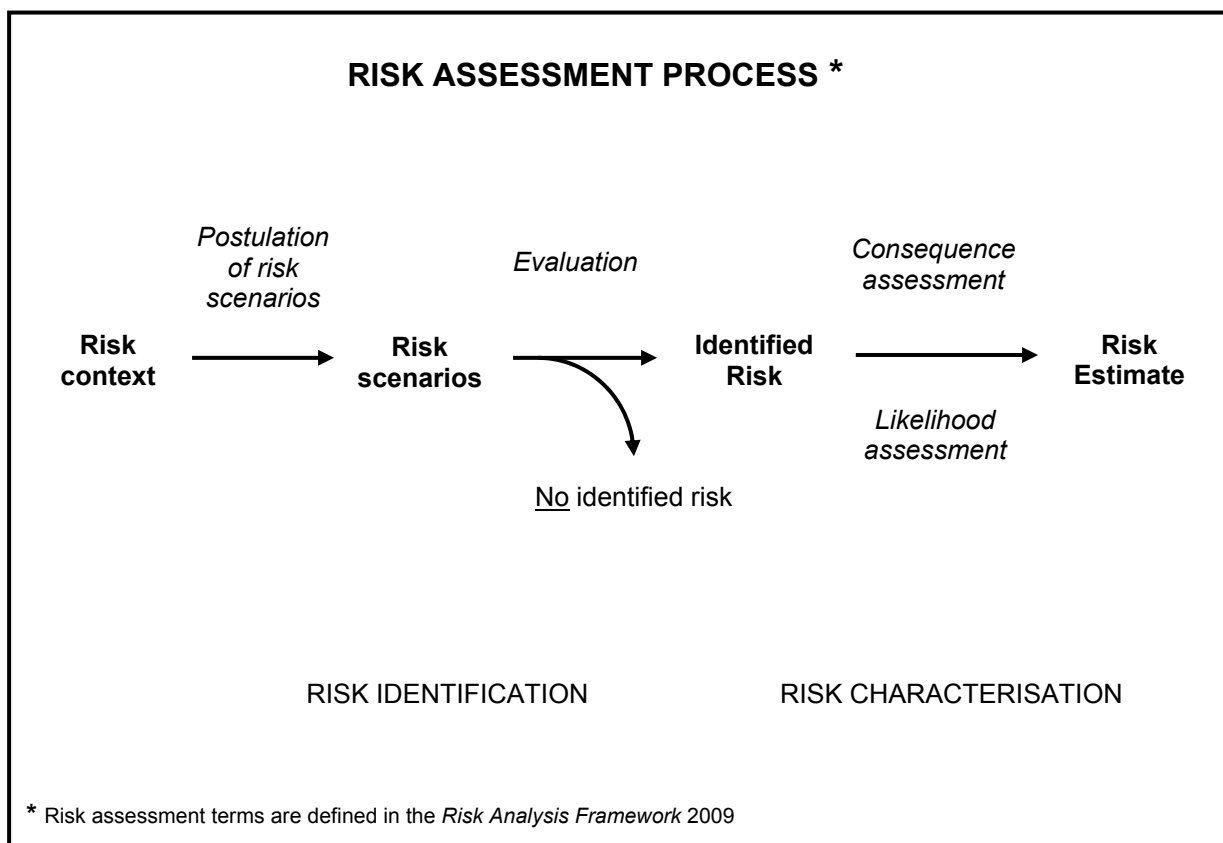 RISK ASSESSMENT PROCESS *
Postulation
of risk
scenarios
Evaluation
Consequence
assessment
Risk
context
Risk
scenarios
Identified
Risk
Risk
Estimate
Likelihood
assessment
No identified risk
RISK IDENTIFICATION
RISK CHARACTERISATION
* Risk assessment terms are defined in the Risk Analysis Framework 2009